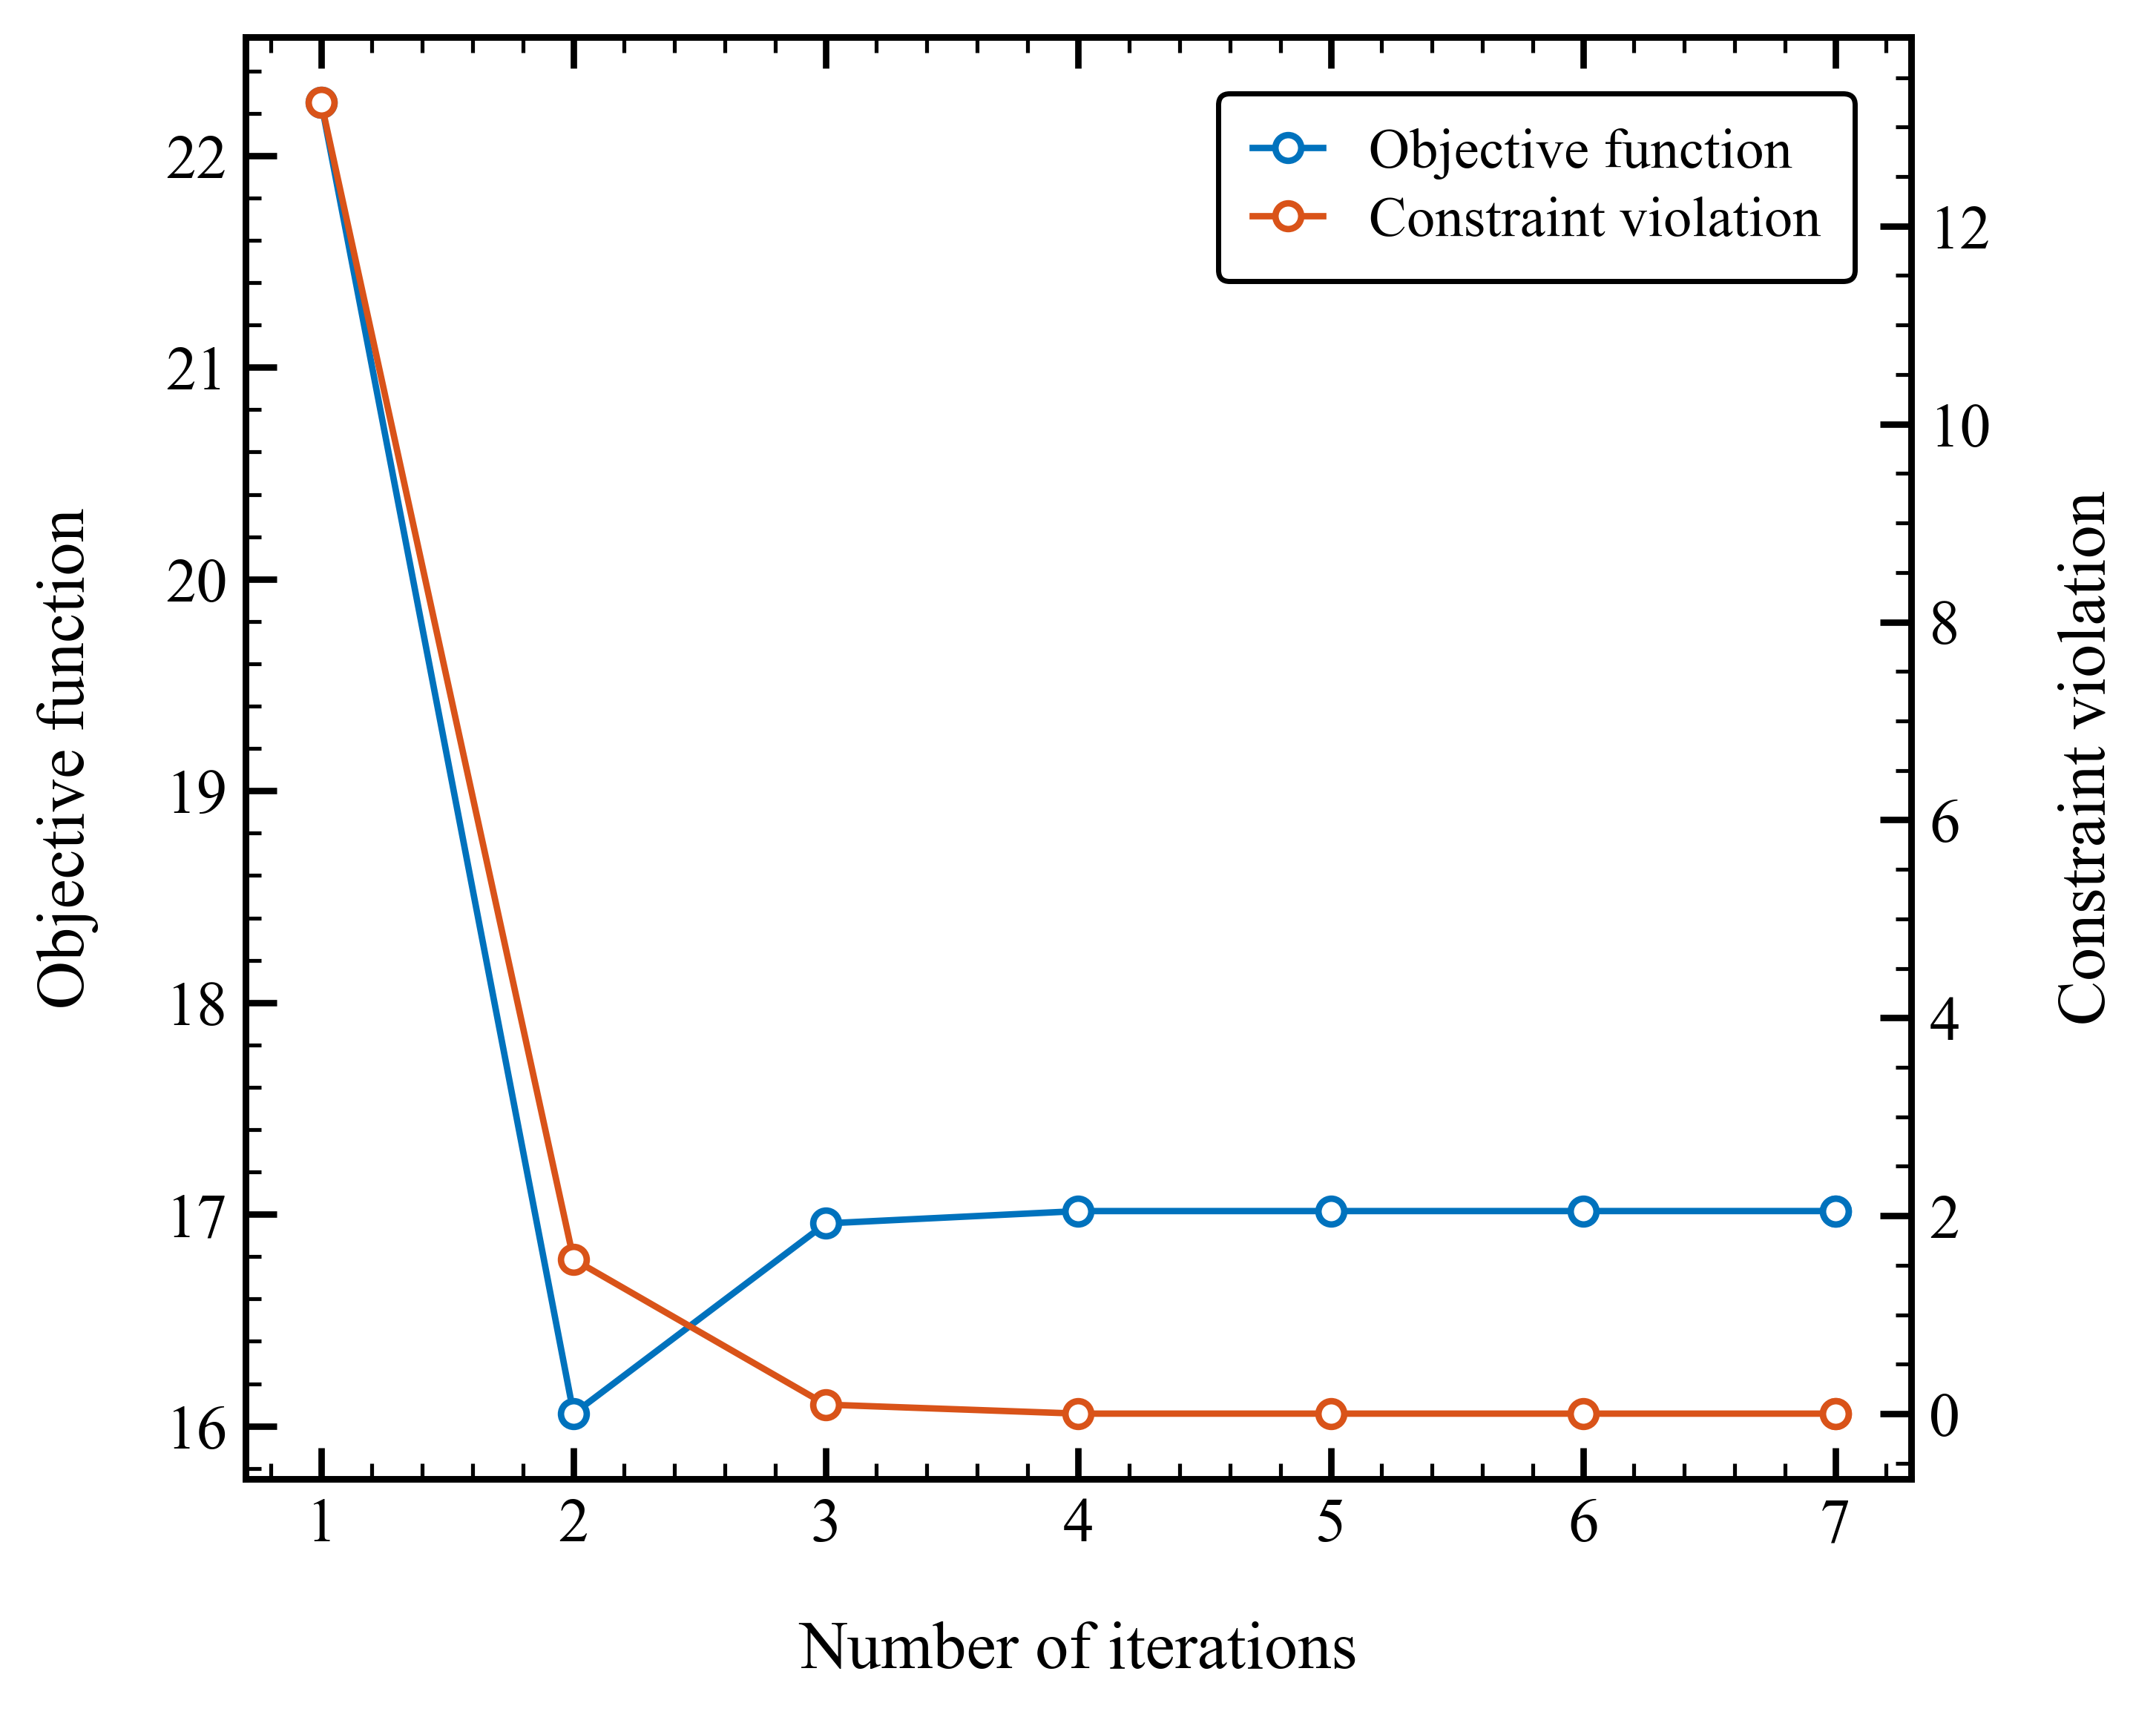 Objective function
Constraint violation
22
21
20
19
18
17
16
Objective function
12
10
8
6
4
2
0
Constraint violation
1 2 3 4 5 6 7
Number of iterations